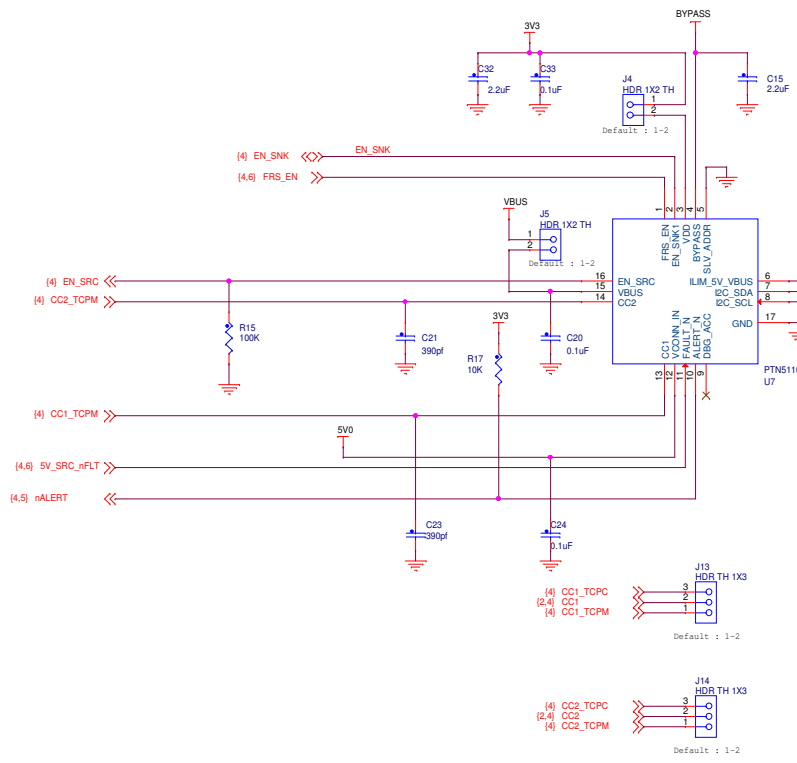 BYPASS
3V3
C32
2.2uF
C33
0.1uF
J4
HDR 1X2 TH
1
2
Default : 1-2
C15
2.2uF
{4} EN_SNK
EN_SNK
{4,6} FRS_EN
VBUS
J5
HDR 1X2 TH
1
2
Default : 1-2
1
2
3
4
5
FRS_EN
EN_SNK1
VDD
BYPASS
SLV_ADDR
{4} EN_SRC
16
EN_SRC
ILIM_5V_VBUS
6
15
VBUS
I2C_SDA
7
{4} CC2_TCPM
14
CC2
I2C_SCL
8
GND
17
CC1
VCONN_IN
FAULT_N
ALERT_N
DBG_ACC
13
12
11
10
9
PTN5110
U7
R15
100K
C21
390pf
3V3
R17
10K
C20
0.1uF
{4} CC1_TCPM
5V0
{4,6} 5V_SRC_nFLT
{4,5} nALERT
C23
390pf
C24
0.1uF
J13
HDR TH 1X3
{4} CC1_TCPC
3
{2,4} CC1
2
{4} CC1_TCPM
1
Default : 1-2
J14
HDR TH 1X3
{4} CC2_TCPC
3
{2,4} CC2
2
{4} CC2_TCPM
1
Default : 1-2